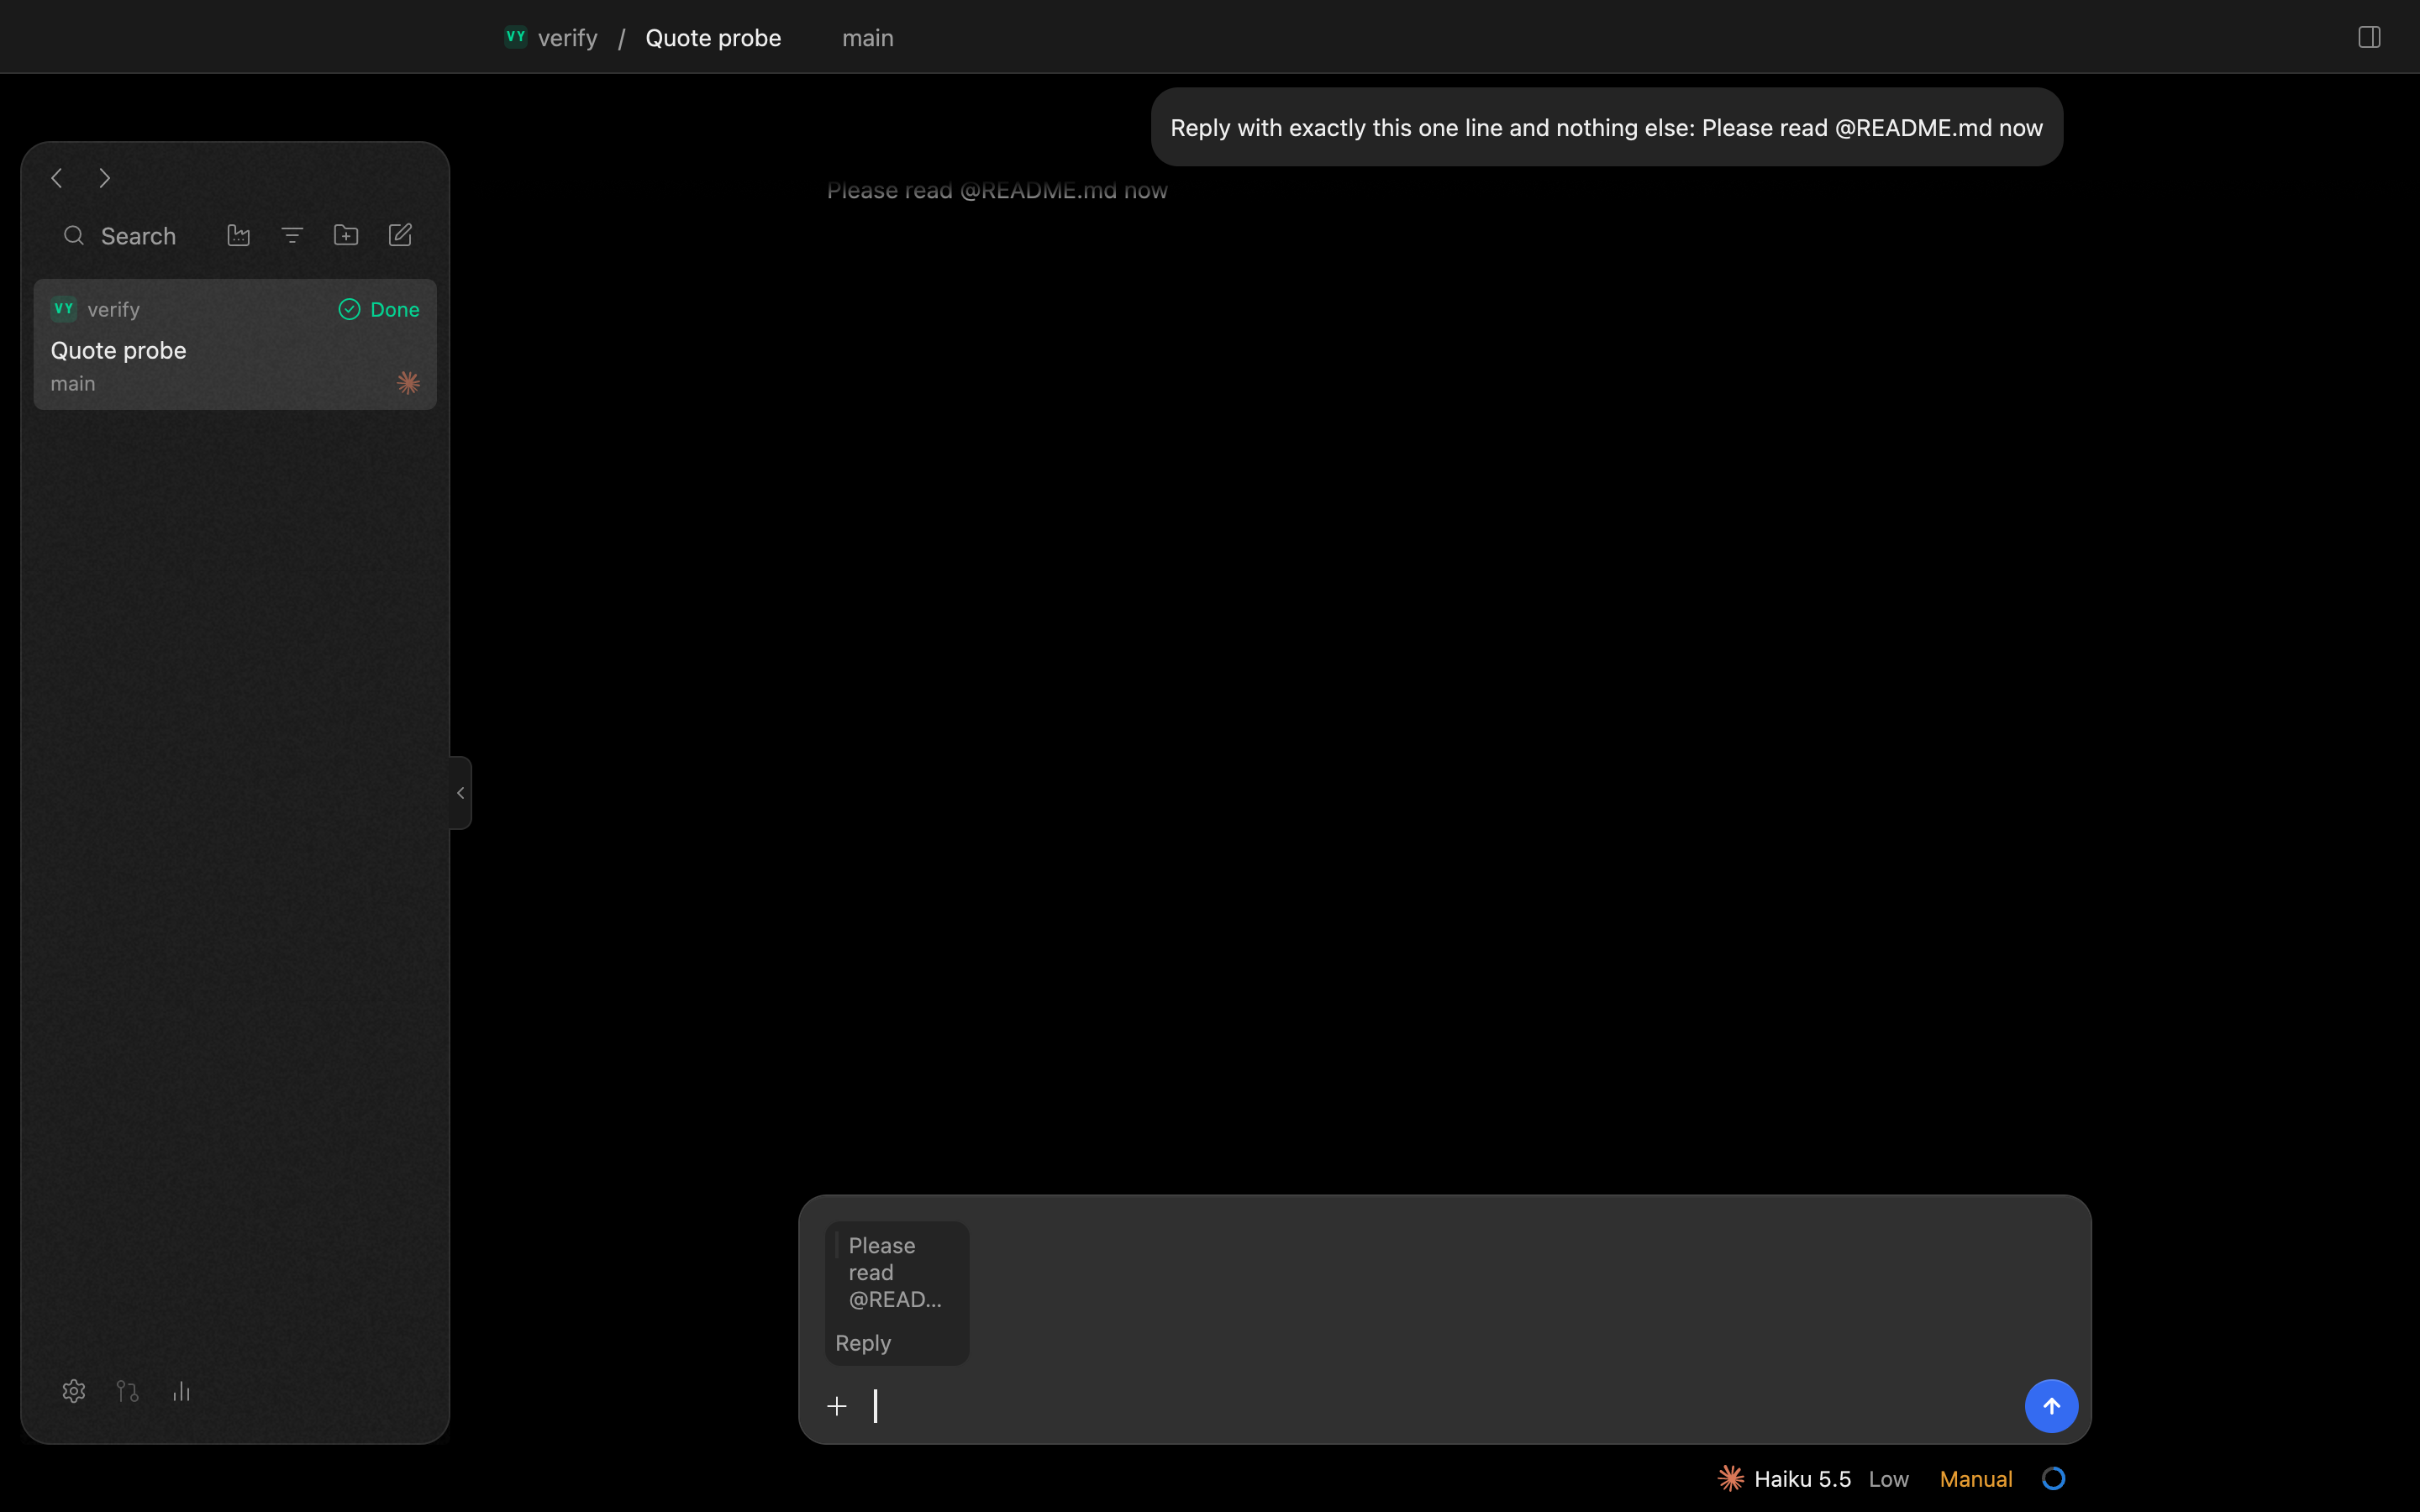 VY verify / Quote probe main
Reply with exactly this one line and nothing else: Please read @README.md now
Please read @README.md now
Search
VY verify Done
Quote probe
main
Please
read
@READ...
Reply
Haiku 5.5 Low Manual